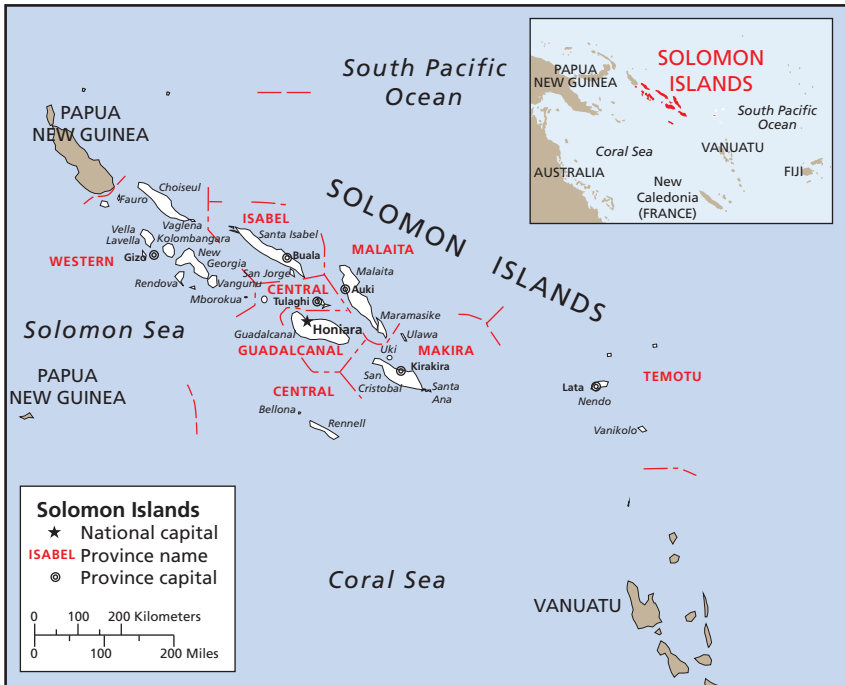 South Pacific
Ocean
PAPUA
NEW GUINEA
Choiseul
Fauro
Vaglena
Vella
Lavella
Kolombangara
WESTERN
Gizo
New
Georgia
Rendova
Vangunu
Mborokua
ISABEL
Santa Isabel
Buala
San Jorge
SOLOMON ISLANDS
MALAITA
Malaita
Auki
CENTRAL
Tulaghi
Maramasike
Ulawa
Guadalcanal
Honiara
GUADALCANAL
Uki
MAKIRA
Kirakira
San
Cristobal
Santa
Ana
CENTRAL
Bellona
Rennell
Solomon Sea
PAPUA
NEW GUINEA
Lata
Nendo
TEMOTU
Vanikolo
Coral Sea
VANUATU
SOLOMON
ISLANDS
PAPUA
NEW GUINEA
South Pacific
Ocean
Coral Sea
VANUATU
AUSTRALIA
FIJI
New
Caledonia
(FRANCE)
Solomon Islands
National capital
ISABEL Province name
Province capital
0 100 200 Kilometers
0 100 200 Miles